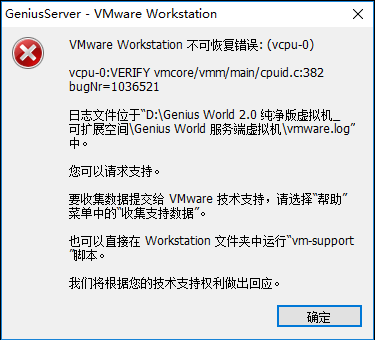 GeniusServer - VMware Workstation
VMware Workstation 不可恢复错误: (vcpu-0)
vcpu-0:VERIFY vmcore/vmm/main/cpuid.c:382
bugNr=1036521
日志文件位于“D:\Genius World 2.0 纯净版虚拟机_
可扩展空间\Genius World 服务端虚拟机\vmware.log”
中。
您可以请求支持。
要收集数据提交给 VMware 技术支持，请选择“帮助”
菜单中的“收集支持数据”。
也可以直接在 Workstation 文件夹中运行“vm-support
”脚本。
我们将根据您的技术支持权利做出回应。
确定